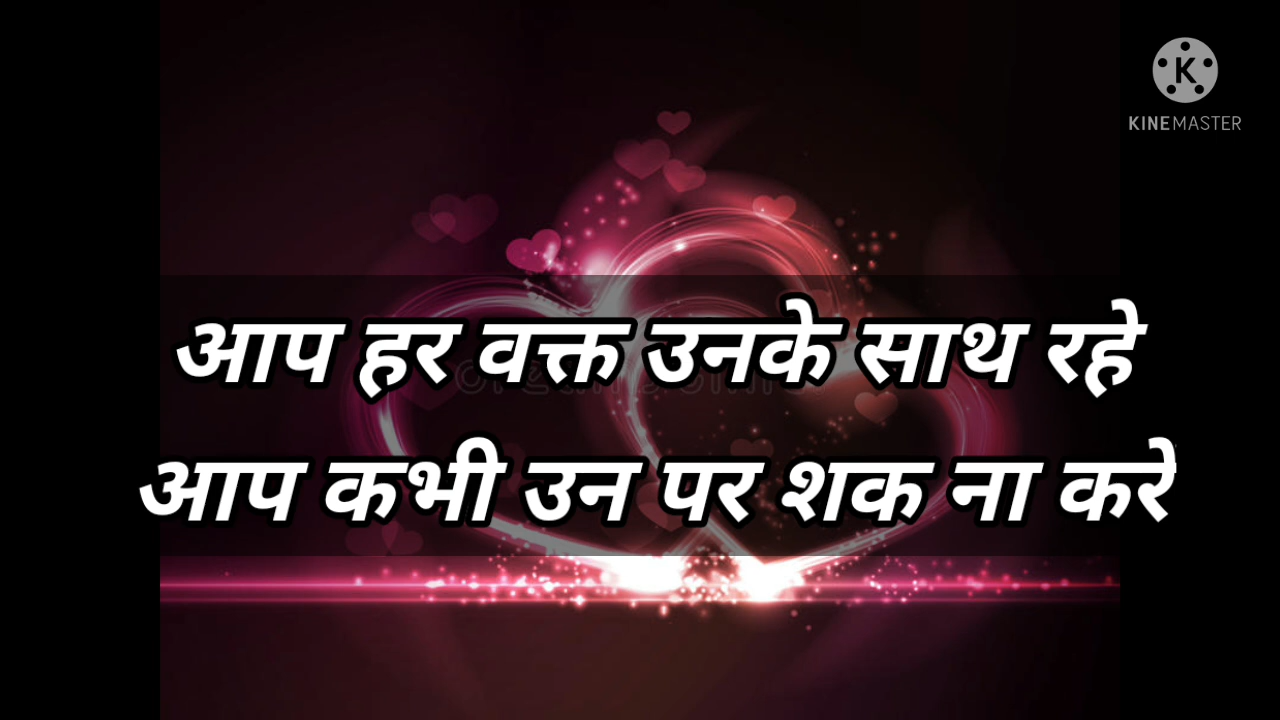 K
KINEMASTER
आप हर वक्त उनके साथ रहे
आप कभी उन पर शक ना करे